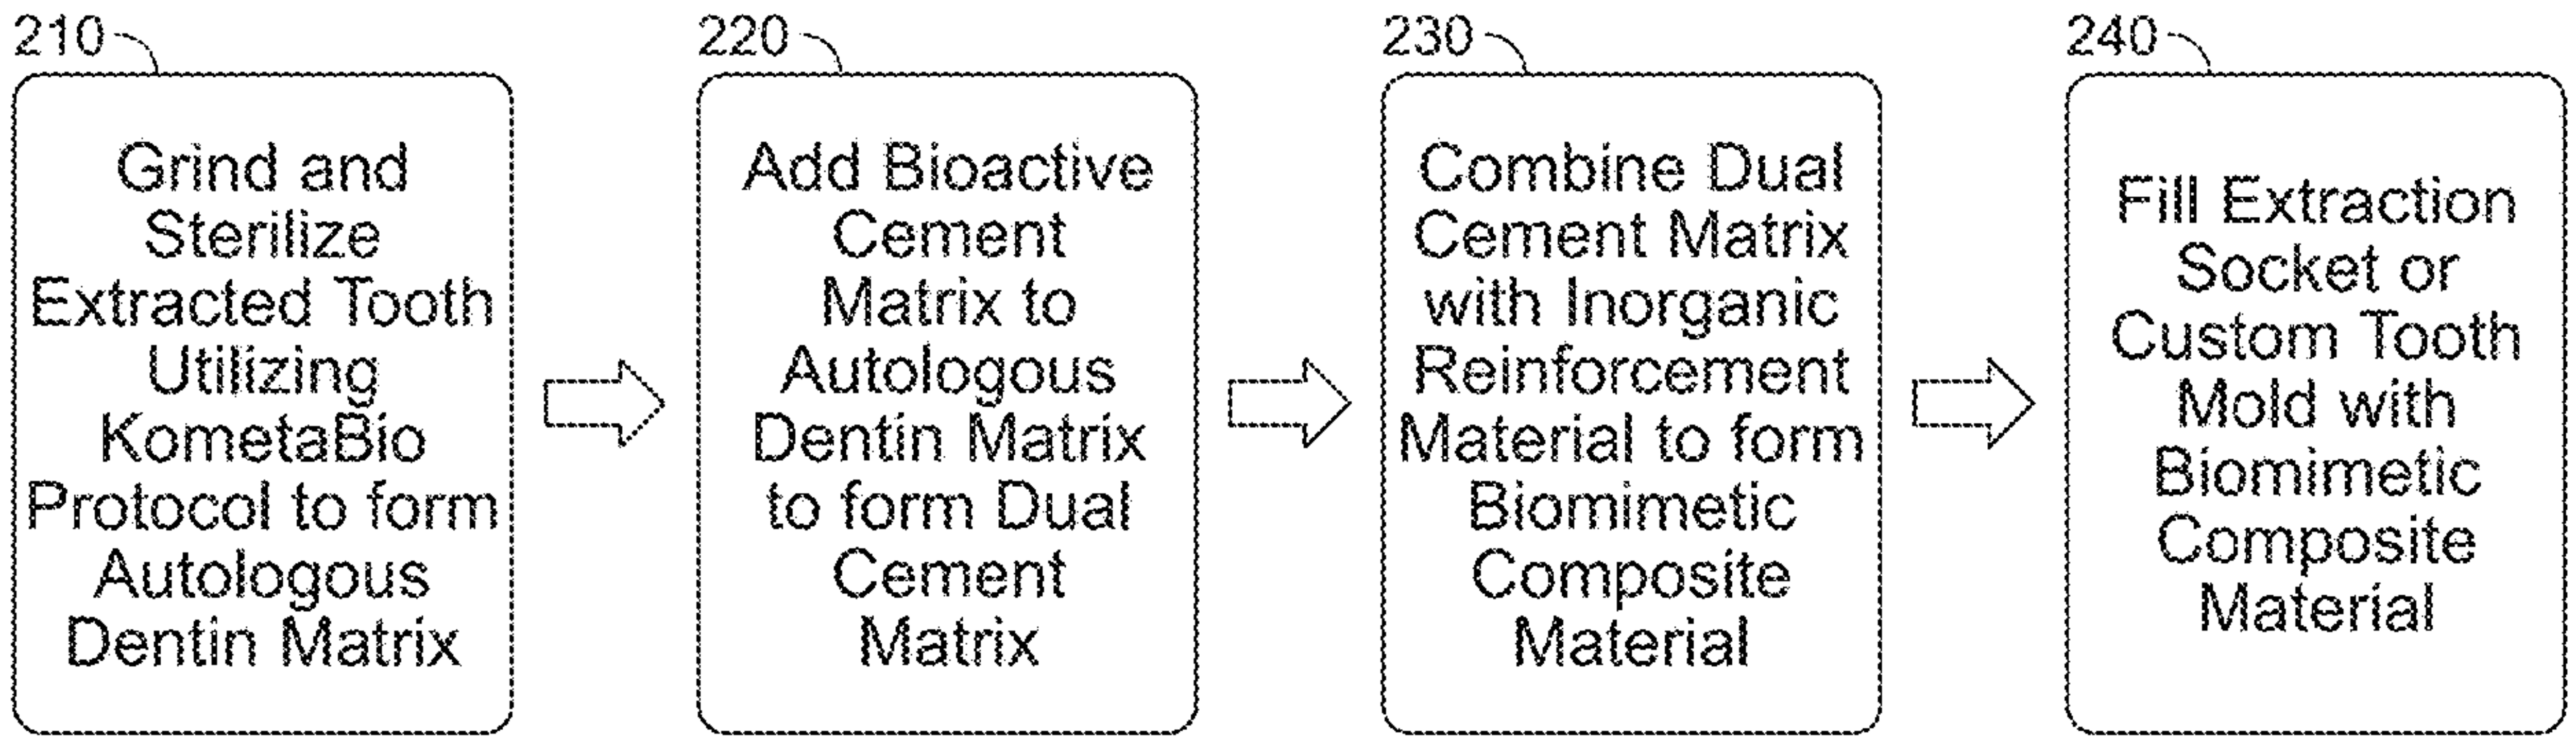 210
Grind and
Sterilize
Extracted Tooth
Utilizing
KometaBio
Protocol to form
Autologous
Dentin Matrix
220
Add Bioactive
Cement
Matrix to
Autologous
Dentin Matrix
to form Dual
Cement
Matrix
230
Combine Dual
Cement Matrix
with Inorganic
Reinforcement
Material to form
Biomimetic
Composite
Material
240
Fill Extraction
Socket or
Custom Tooth
Mold with
Biomimetic
Composite
Material